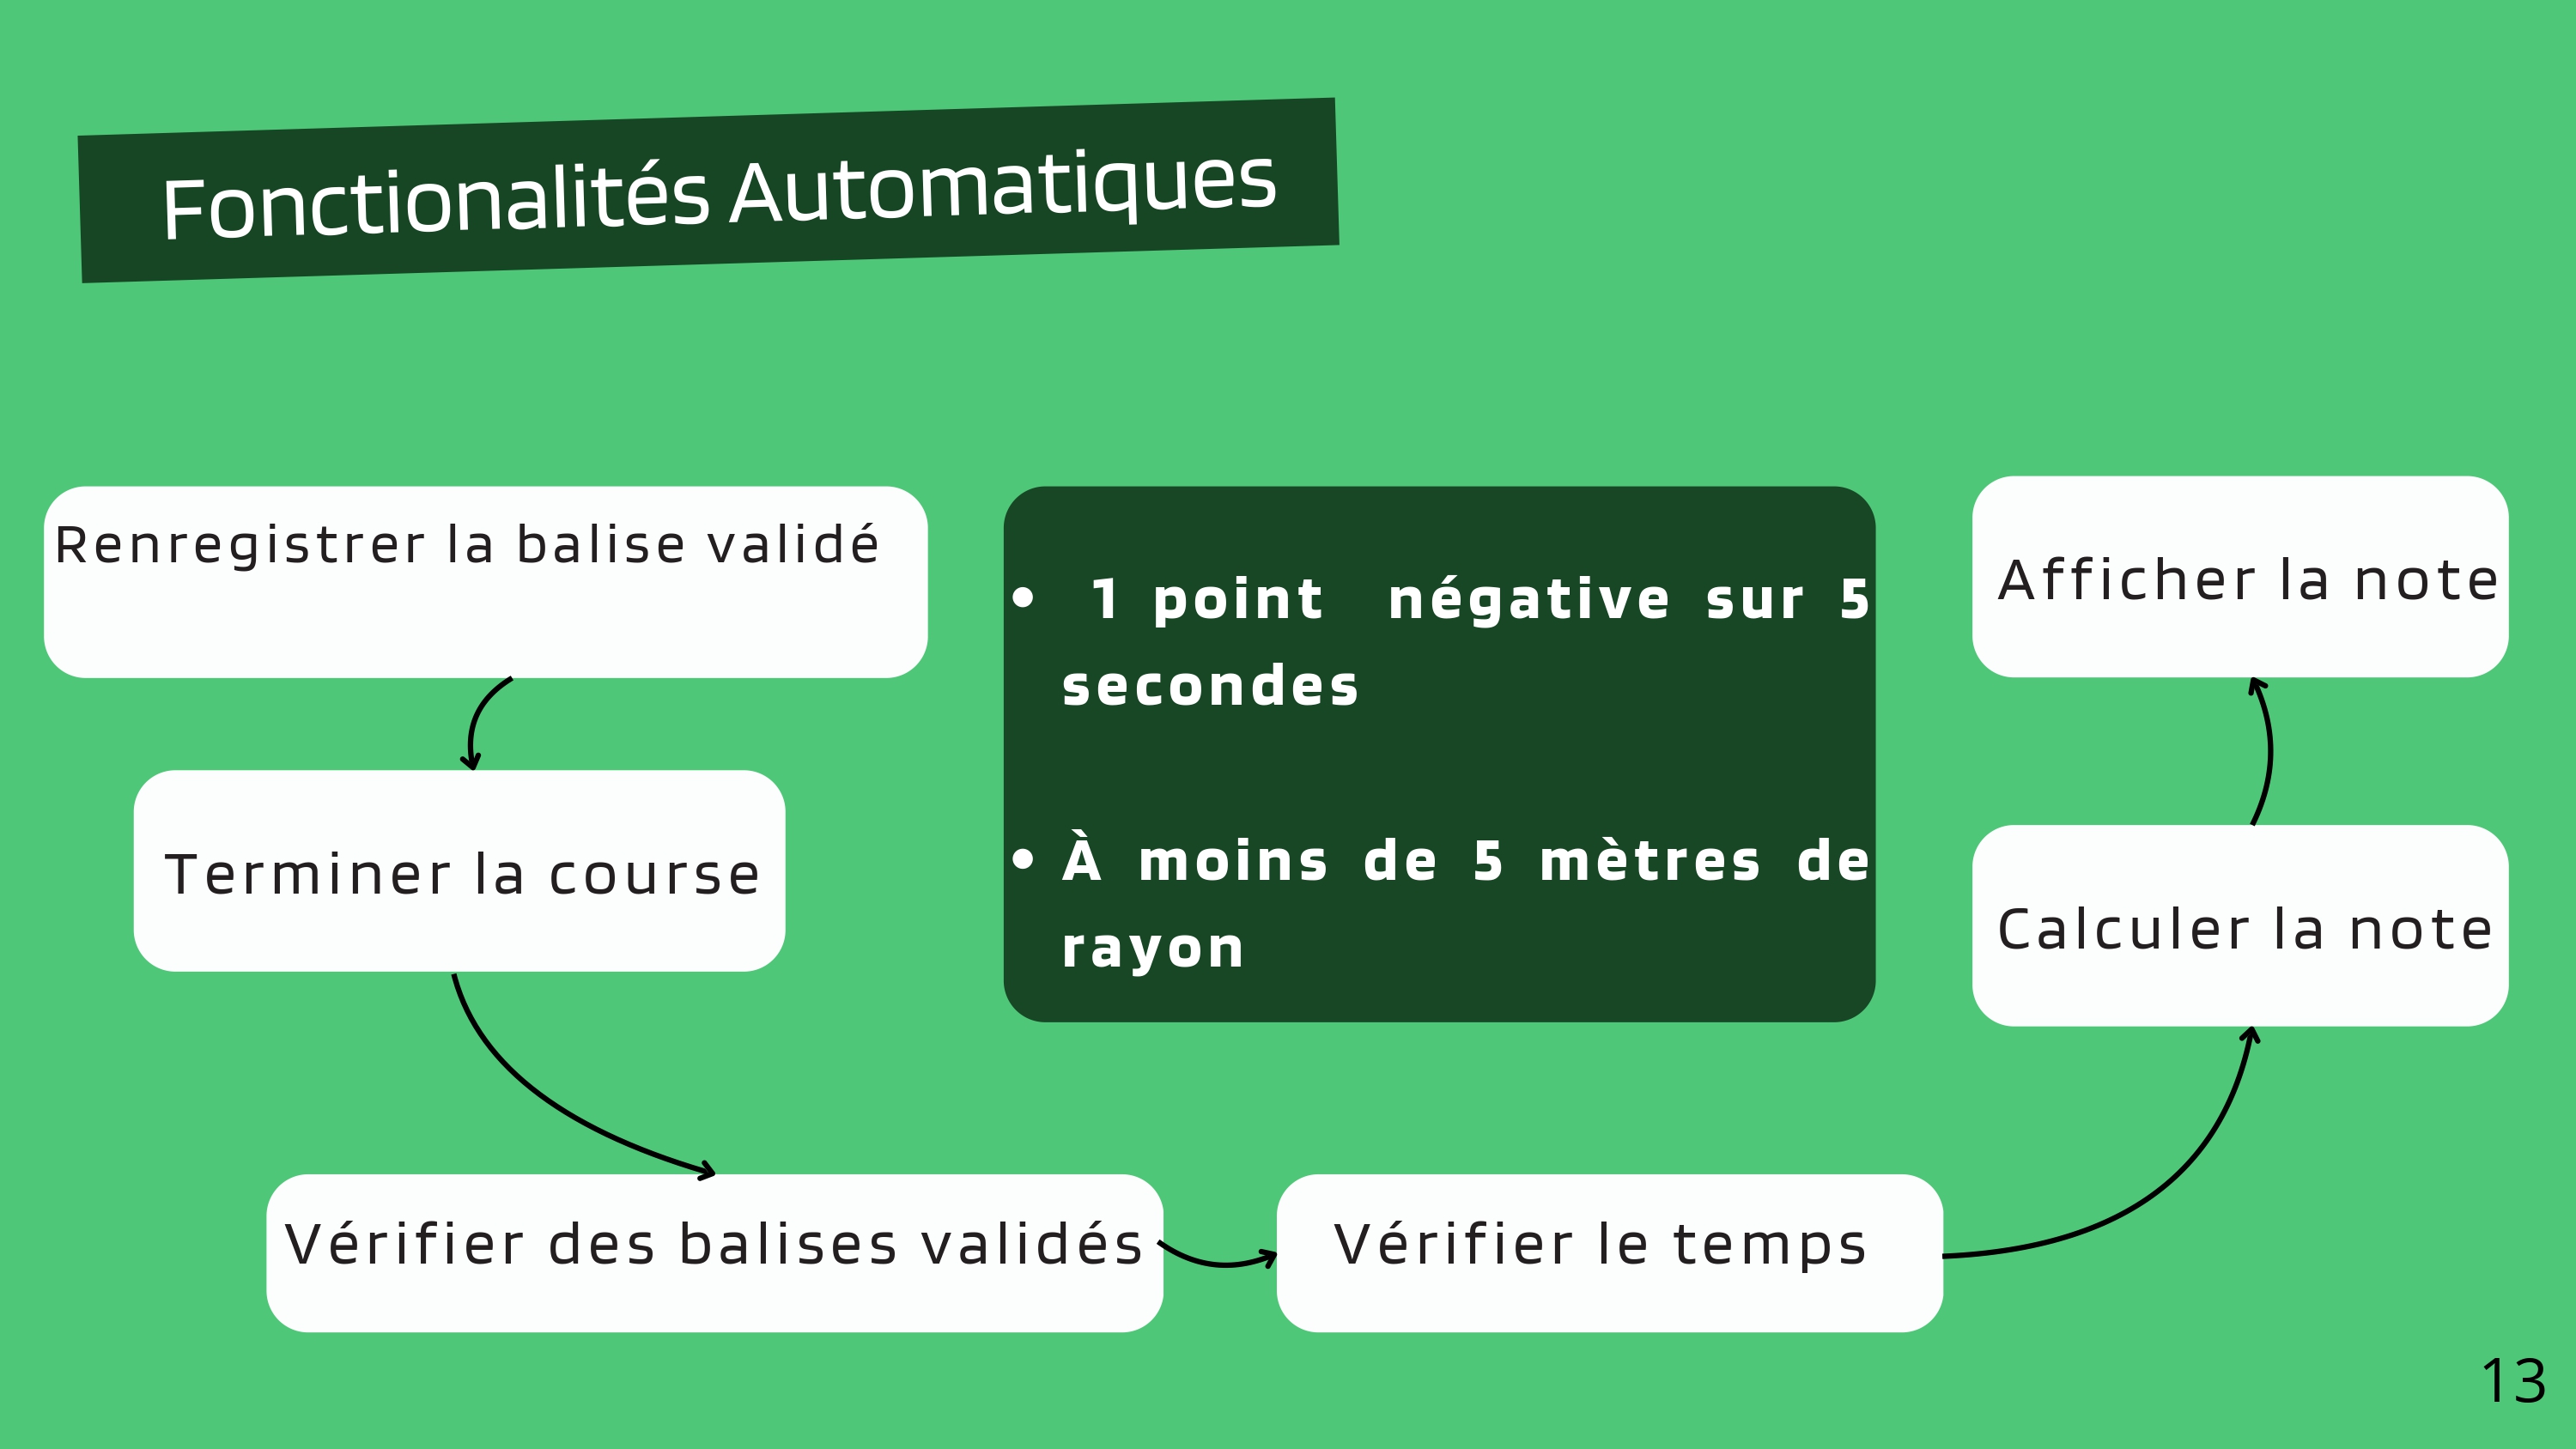 Fonctionalités Automatiques
Renregistrer la balise validé
Terminer la course
Vérifier des balises validés
Vérifier le temps
Calculer la note
Afficher la note
• 1 point négative sur 5
secondes
• À moins de 5 mètres de
rayon
13